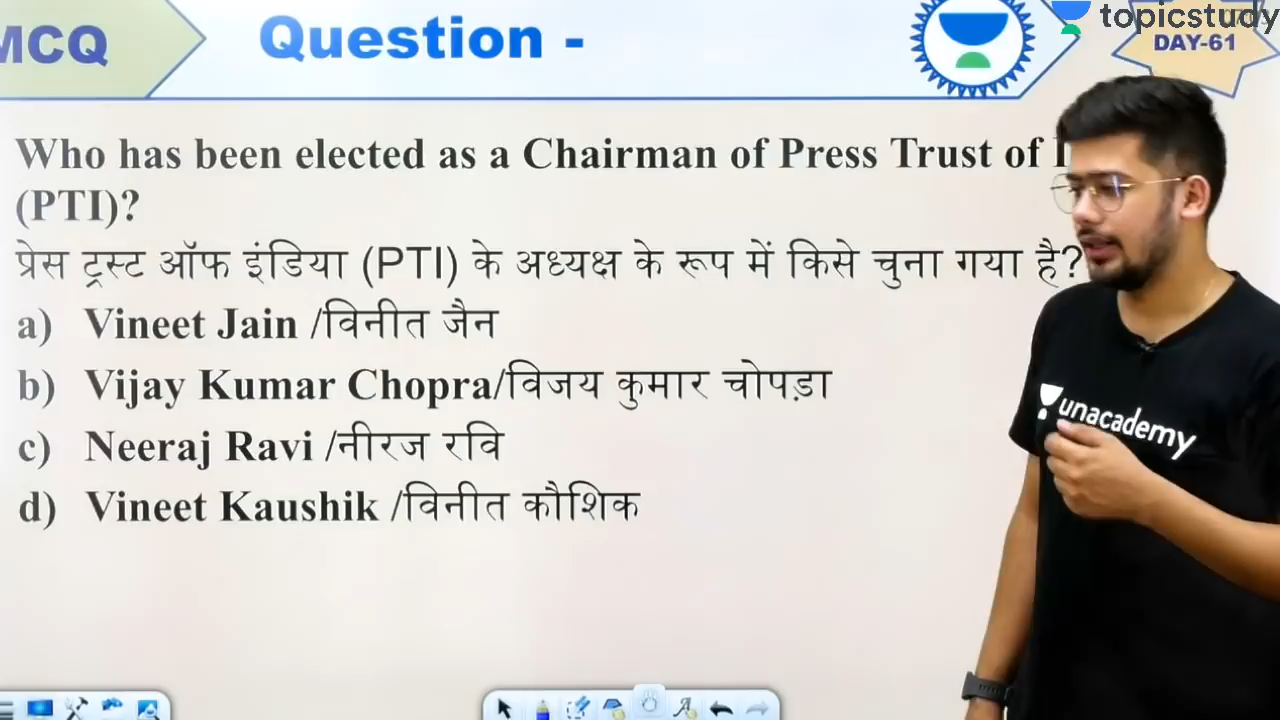 MCQ
Question -
topicstudy
DAY-61
Who has been elected as a Chairman of Press Trust of
(PTI)?
प्रेस ट्रस्ट ऑफ इंडिया (PTI) के अध्यक्ष के रूप में किसे चुना गया है?
a) Vineet Jain /विनीत जैन
b) Vijay Kumar Chopra/विजय कुमार चोपड़ा
c) Neeraj Ravi /नीरज रवि
d) Vineet Kaushik /विनीत कौशिक
unacademy